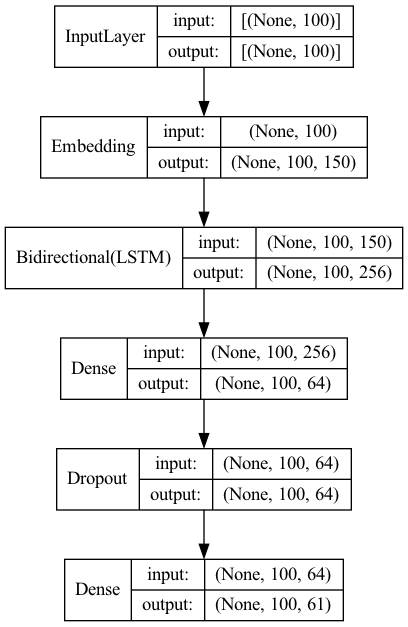 InputLayer
input: [(None, 100)]
output: [(None, 100)]
Embedding
input: (None, 100)
output: (None, 100, 150)
Bidirectional(LSTM)
input: (None, 100, 150)
output: (None, 100, 256)
Dense
input: (None, 100, 256)
output: (None, 100, 64)
Dropout
input: (None, 100, 64)
output: (None, 100, 64)
Dense
input: (None, 100, 64)
output: (None, 100, 61)